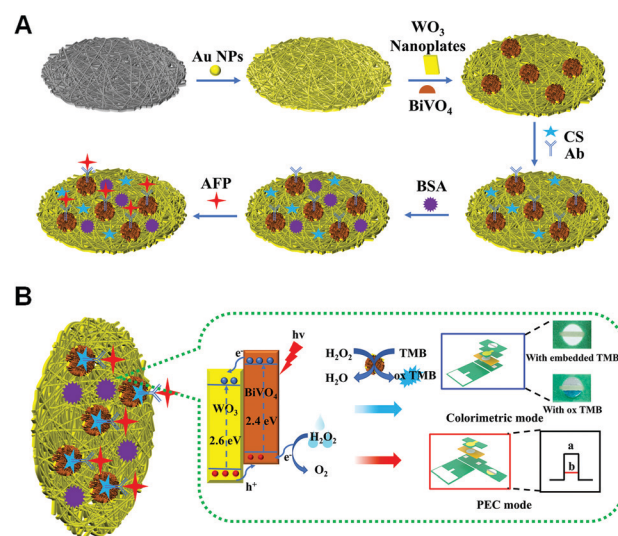 A
Au NPs
WO3
Nanoplates
BiVO4
CS
Ab
BSA
AFP
B
hv
e-
WO3
2.6 eV
BiVO4
2.4 eV
h+
e-
H2O2
O2
H2O2
TMB
H2O
ox TMB
With embedded TMB
With ox TMB
Colorimetric mode
a
b
PEC mode